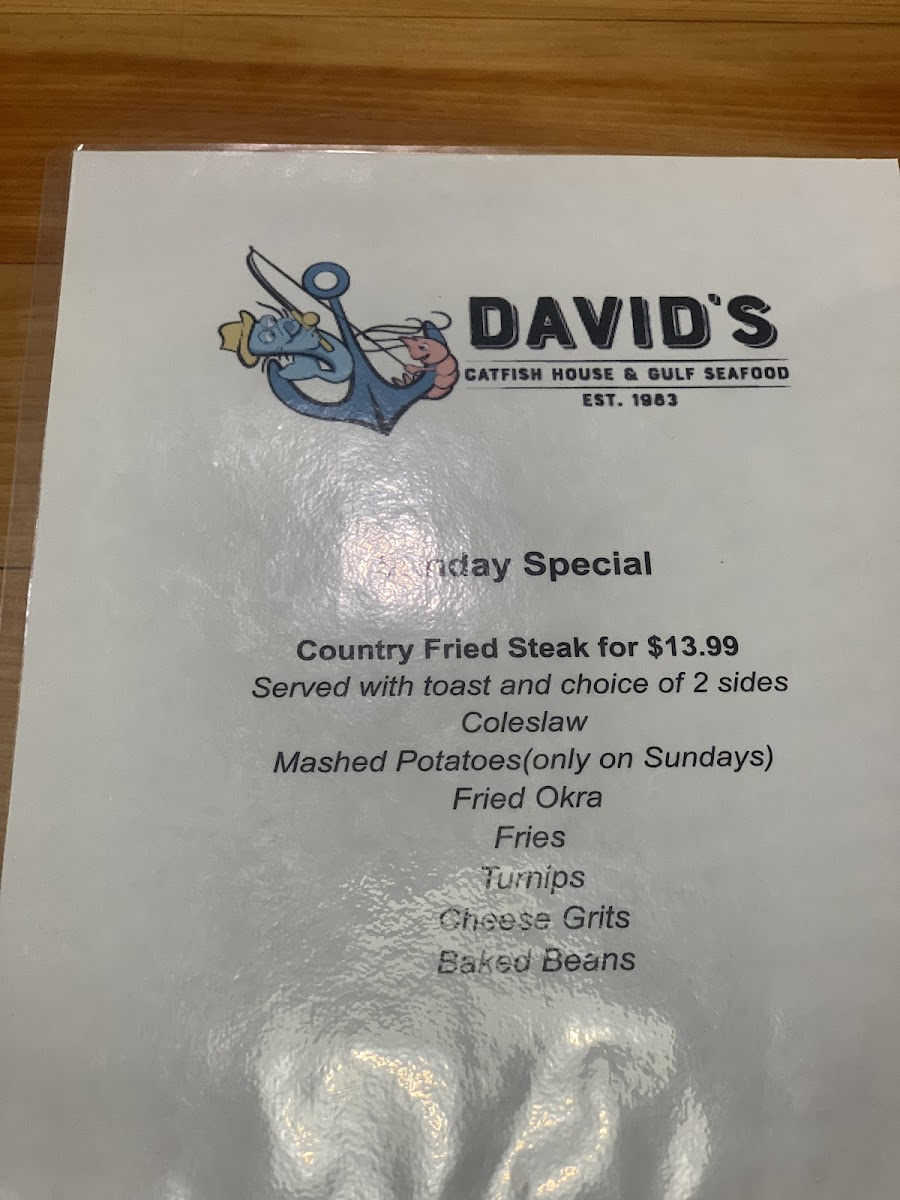 DAVID'S
CATFISH HOUSE & GULF SEAFOOD
EST. 1983
Special
Country Fried Steak for $13.99
Served with toast and choice of 2 sides
Coleslaw
Mashed Potatoes(only on Sundays)
Fried Okra
Fries
Turnips
Cheese Grits
Baked Beans